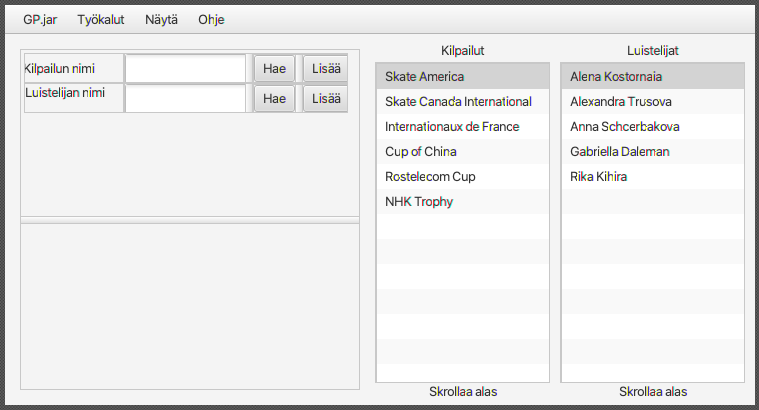 GP.jar Työkalut Näytä Ohje
Kilpailun nimi Hae Lisää
Luistelijan nimi Hae Lisää
Kilpailut
Skate America
Skate Canada International
Internationaux de France
Cup of China
Rostelecom Cup
NHK Trophy
Skrollaa alas
Luistelijat
Alena Kostornaia
Alexandra Trusova
Anna Schcerbakova
Gabriella Daleman
Rika Kihira
Skrollaa alas